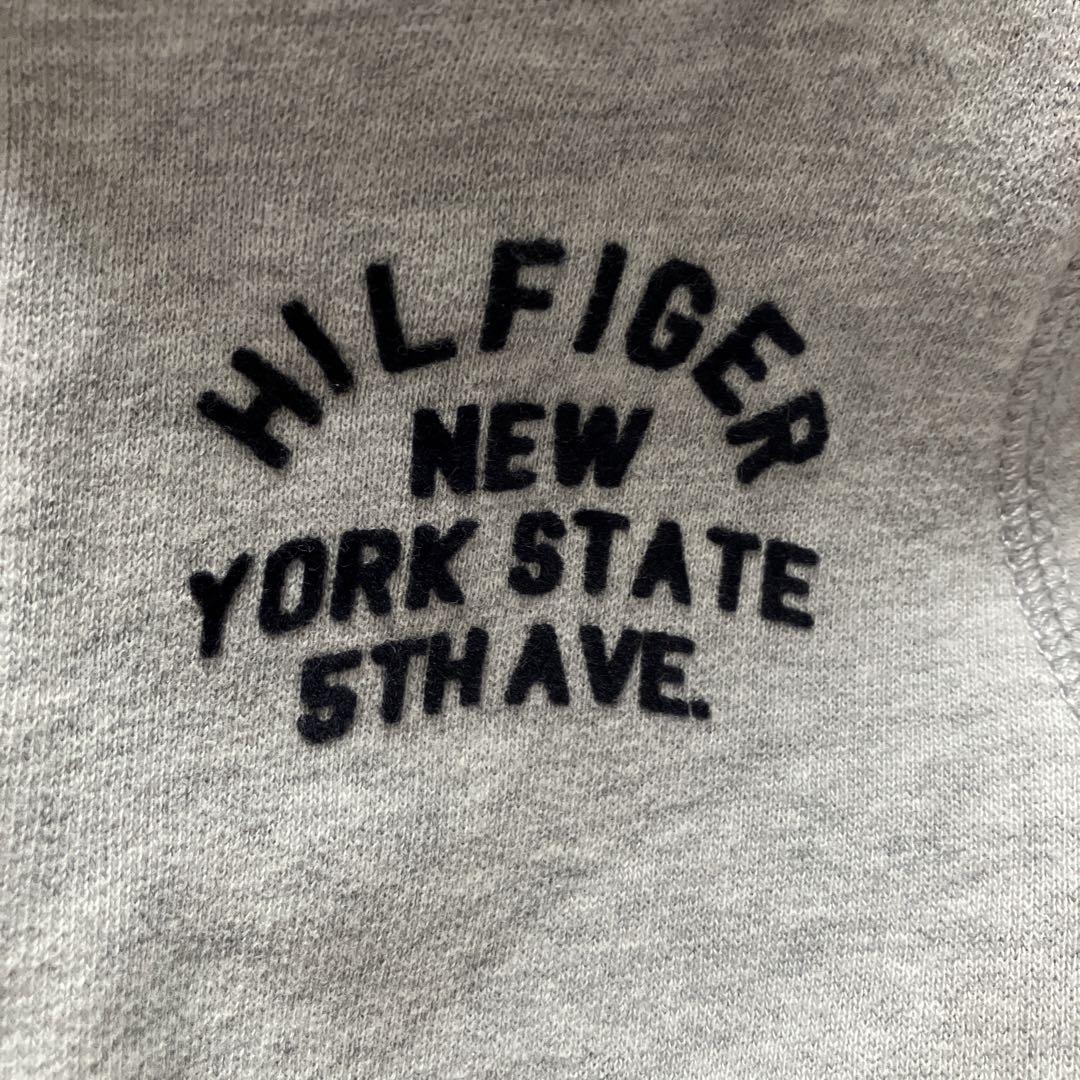 HILFIGER
NEW
YORK STATE
5TH AVE.